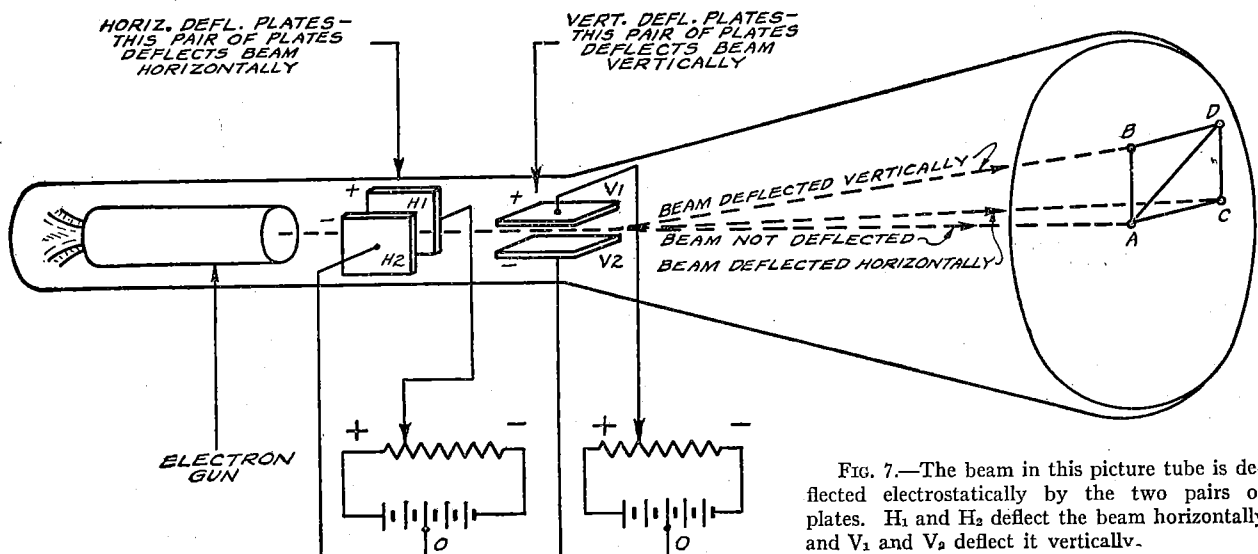 HORIZ. DEFL. PLATES-
THIS PAIR OF PLATES
DEFLECTS BEAM
HORIZONTALLY
VERT. DEFL. PLATES-
THIS PAIR OF PLATES
DEFLECTS BEAM
VERTICALLY
+
-
H1
H2
+
-
V1
V2
BEAM DEFLECTED VERTICALLY
BEAM NOT DEFLECTED
BEAM DEFLECTED HORIZONTALLY
B
D
A
C
ELECTRON
GUN
+
-
O
+
-
O
FIG. 7.—The beam in this picture tube is de-
flected electrostatically by the two pairs o
plates. H₁ and H₂ deflect the beam horizontally
and V₁ and V₂ deflect it vertically.